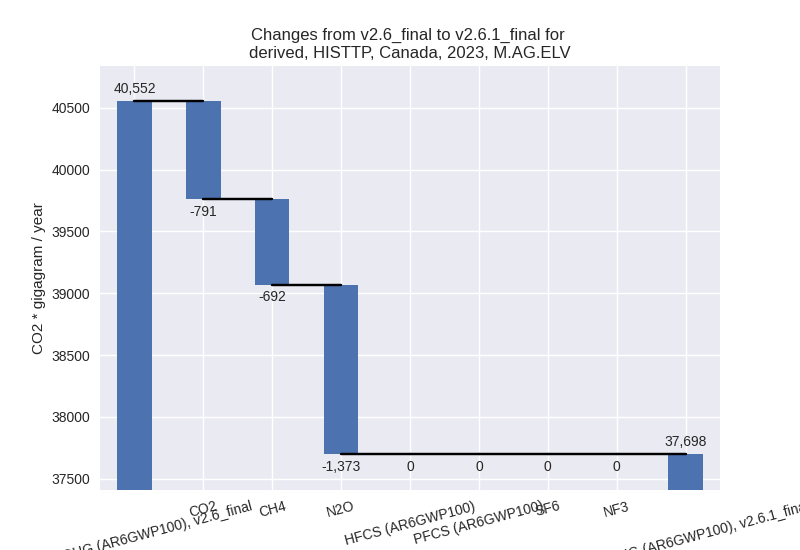 Changes from v2.6_final to v2.6.1_final for
derived, HISTTP, Canada, 2023, M.AG.ELV
CO2 * gigagram / year
40500
40000
39500
39000
38500
38000
37500
40,552
-791
-692
-1,373
0
0
0
0
37,698
(AR6GWP100), v2.6_final
CO2
CH4
N2O
HFCS (AR6GWP100)
PFCS (AR6GWP100)
SF6
NF3
(AR6GWP100), v2.6.1_final